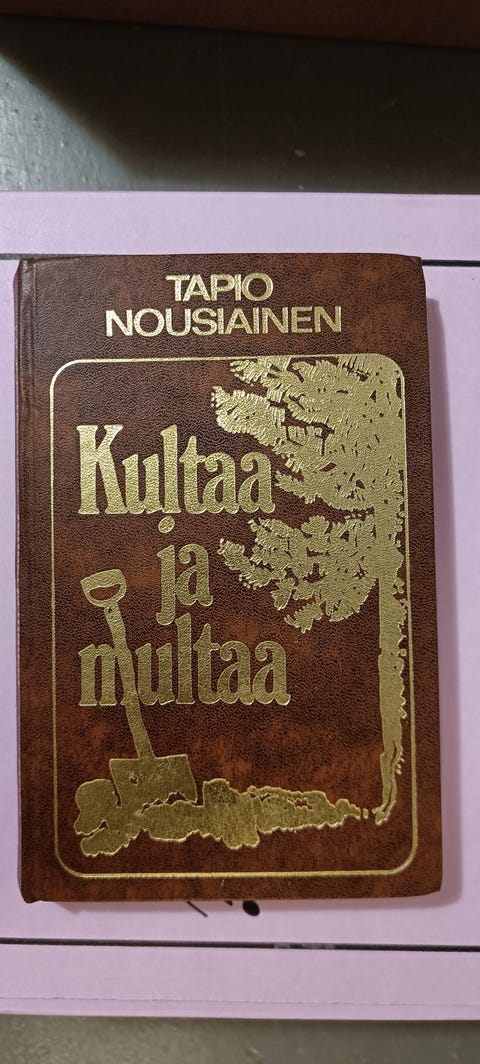 TAPIO
NOUSIAINEN
Kultaa
ja
multaa